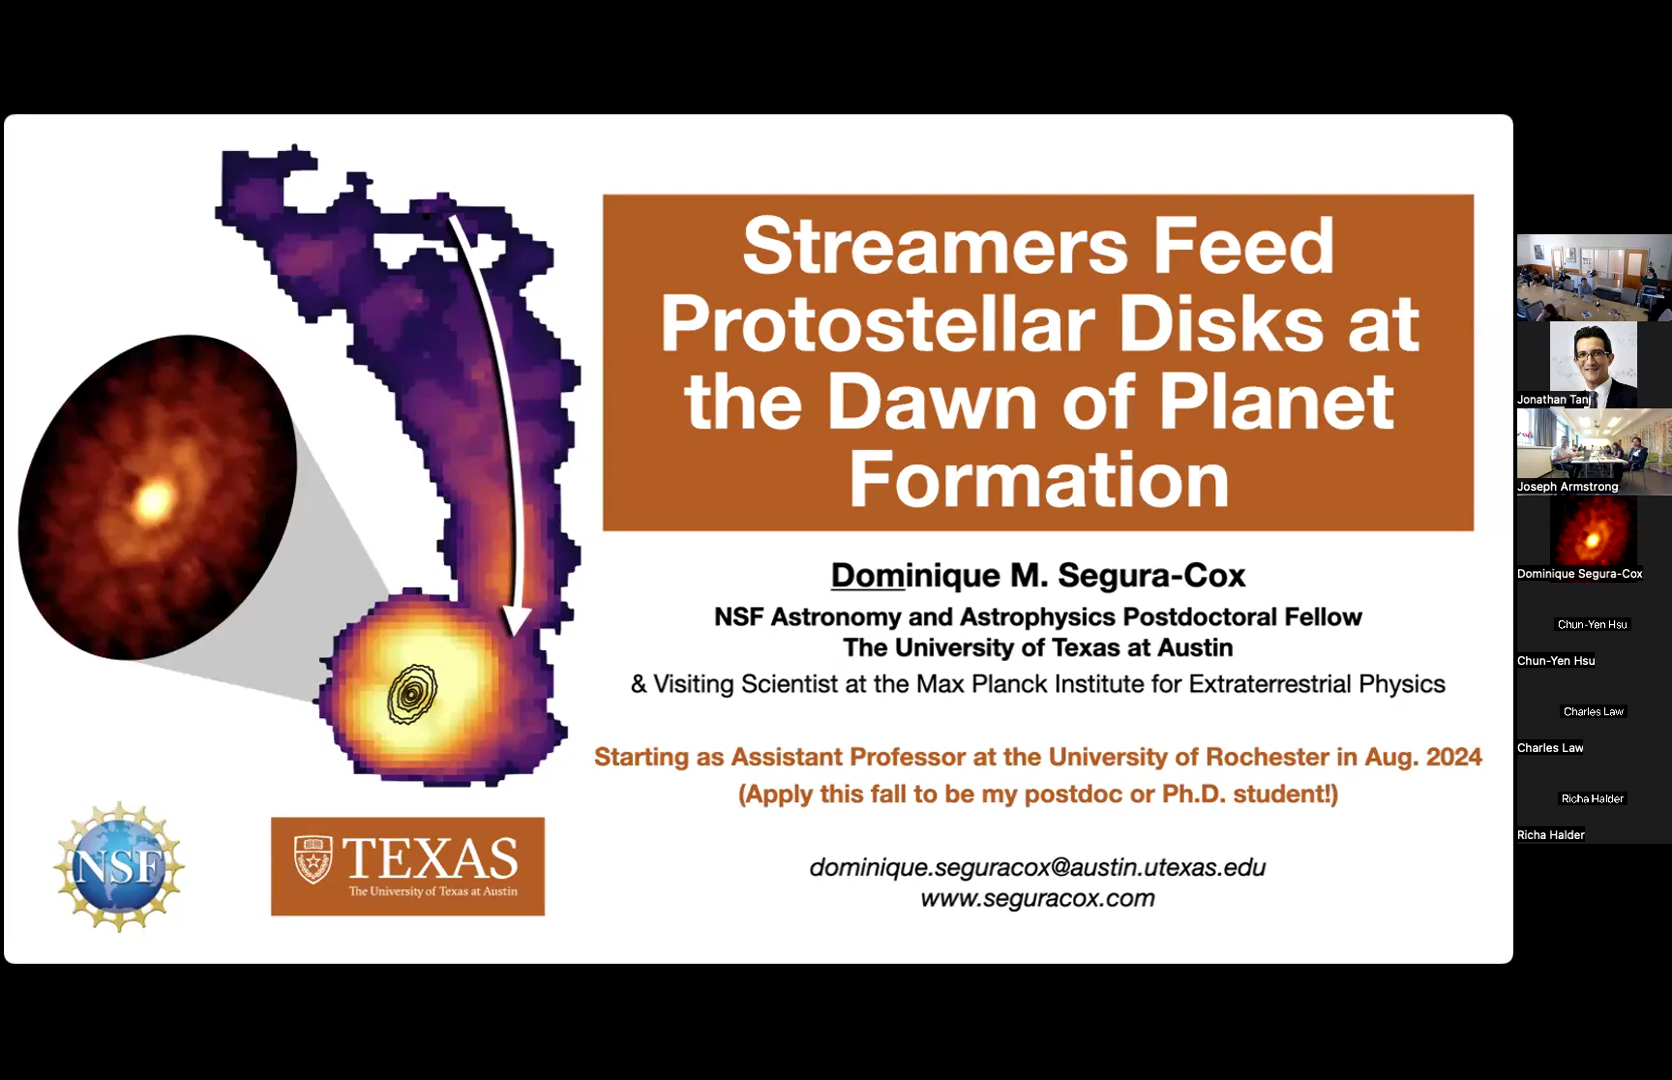 Streamers Feed
Protostellar Disks at
the Dawn of Planet
Formation
Dominique M. Segura-Cox
NSF Astronomy and Astrophysics Postdoctoral Fellow
The University of Texas at Austin
& Visiting Scientist at the Max Planck Institute for Extraterrestrial Physics
Starting as Assistant Professor at the University of Rochester in Aug. 2024
(Apply this fall to be my postdoc or Ph.D. student!)
dominique.seguracox@austin.utexas.edu
www.seguracox.com
NSF
TEXAS
The University of Texas at Austin
Jonathan Tan
Joseph Armstrong
Dominique Segura-Cox
Chun-Yen Hsu
Chun-Yen Hsu
Charles Law
Charles Law
Richa Halder
Richa Halder